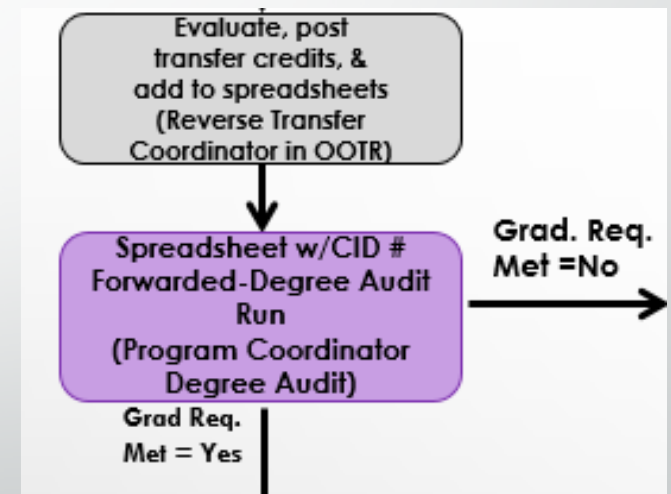 Evaluate, post
transfer credits, &
add to spreadsheets
(Reverse Transfer
Coordinator in OOTR)
Spreadsheet w/CID #
Forwarded-Degree Audit
Run
(Program Coordinator
Degree Audit)
Grad. Req.
Met =No
Grad Req.
Met = Yes